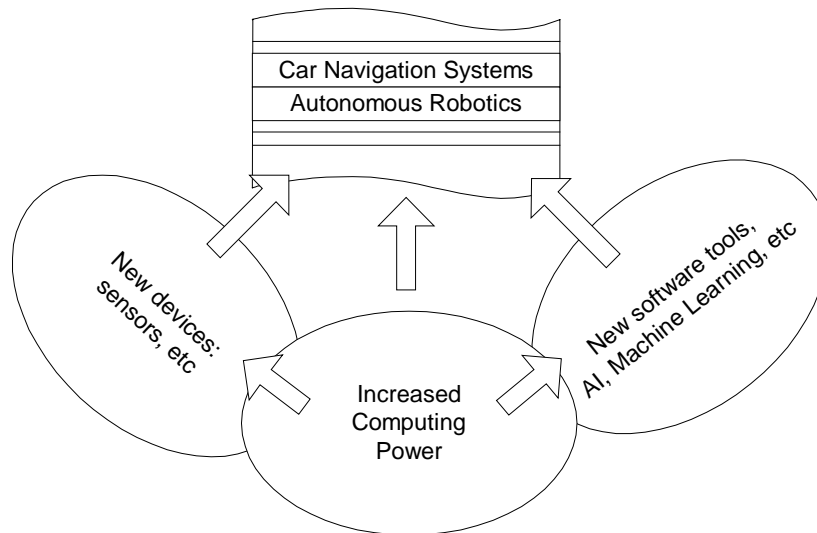 Car Navigation Systems
Autonomous Robotics
New devices:
sensors, etc
New software tools,
AI, Machine Learning, etc
Increased
Computing
Power